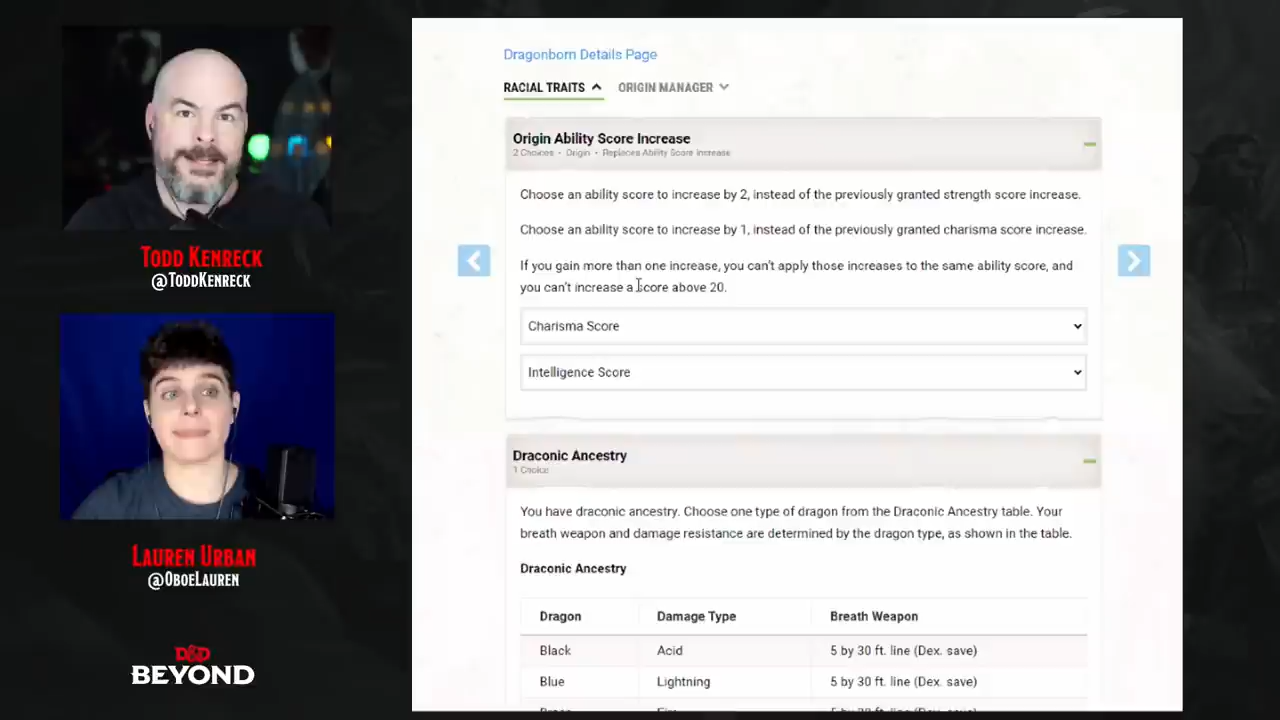 Dragonborn Details Page
RACIAL TRAITS
ORIGIN MANAGER
Origin Ability Score Increase
2 Choices • Origin • Replaces Ability Score Increase
Choose an ability score to increase by 2, instead of the previously granted strength score increase.
Choose an ability score to increase by 1, instead of the previously granted charisma score increase.
If you gain more than one increase, you can't apply those increases to the same ability score, and
you can't increase a score above 20.
Charisma Score
Intelligence Score
Draconic Ancestry
1 Choice
You have draconic ancestry. Choose one type of dragon from the Draconic Ancestry table. Your
breath weapon and damage resistance are determined by the dragon type, as shown in the table.
Draconic Ancestry
Dragon Damage Type Breath Weapon
Black Acid 5 by 30 ft. line (Dex. save)
Blue Lightning 5 by 30 ft. line (Dex. save)
TODD KENRECK
@TODDKENRECK
LAUREN URBAN
@OBOELAUREN
D&D
BEYOND